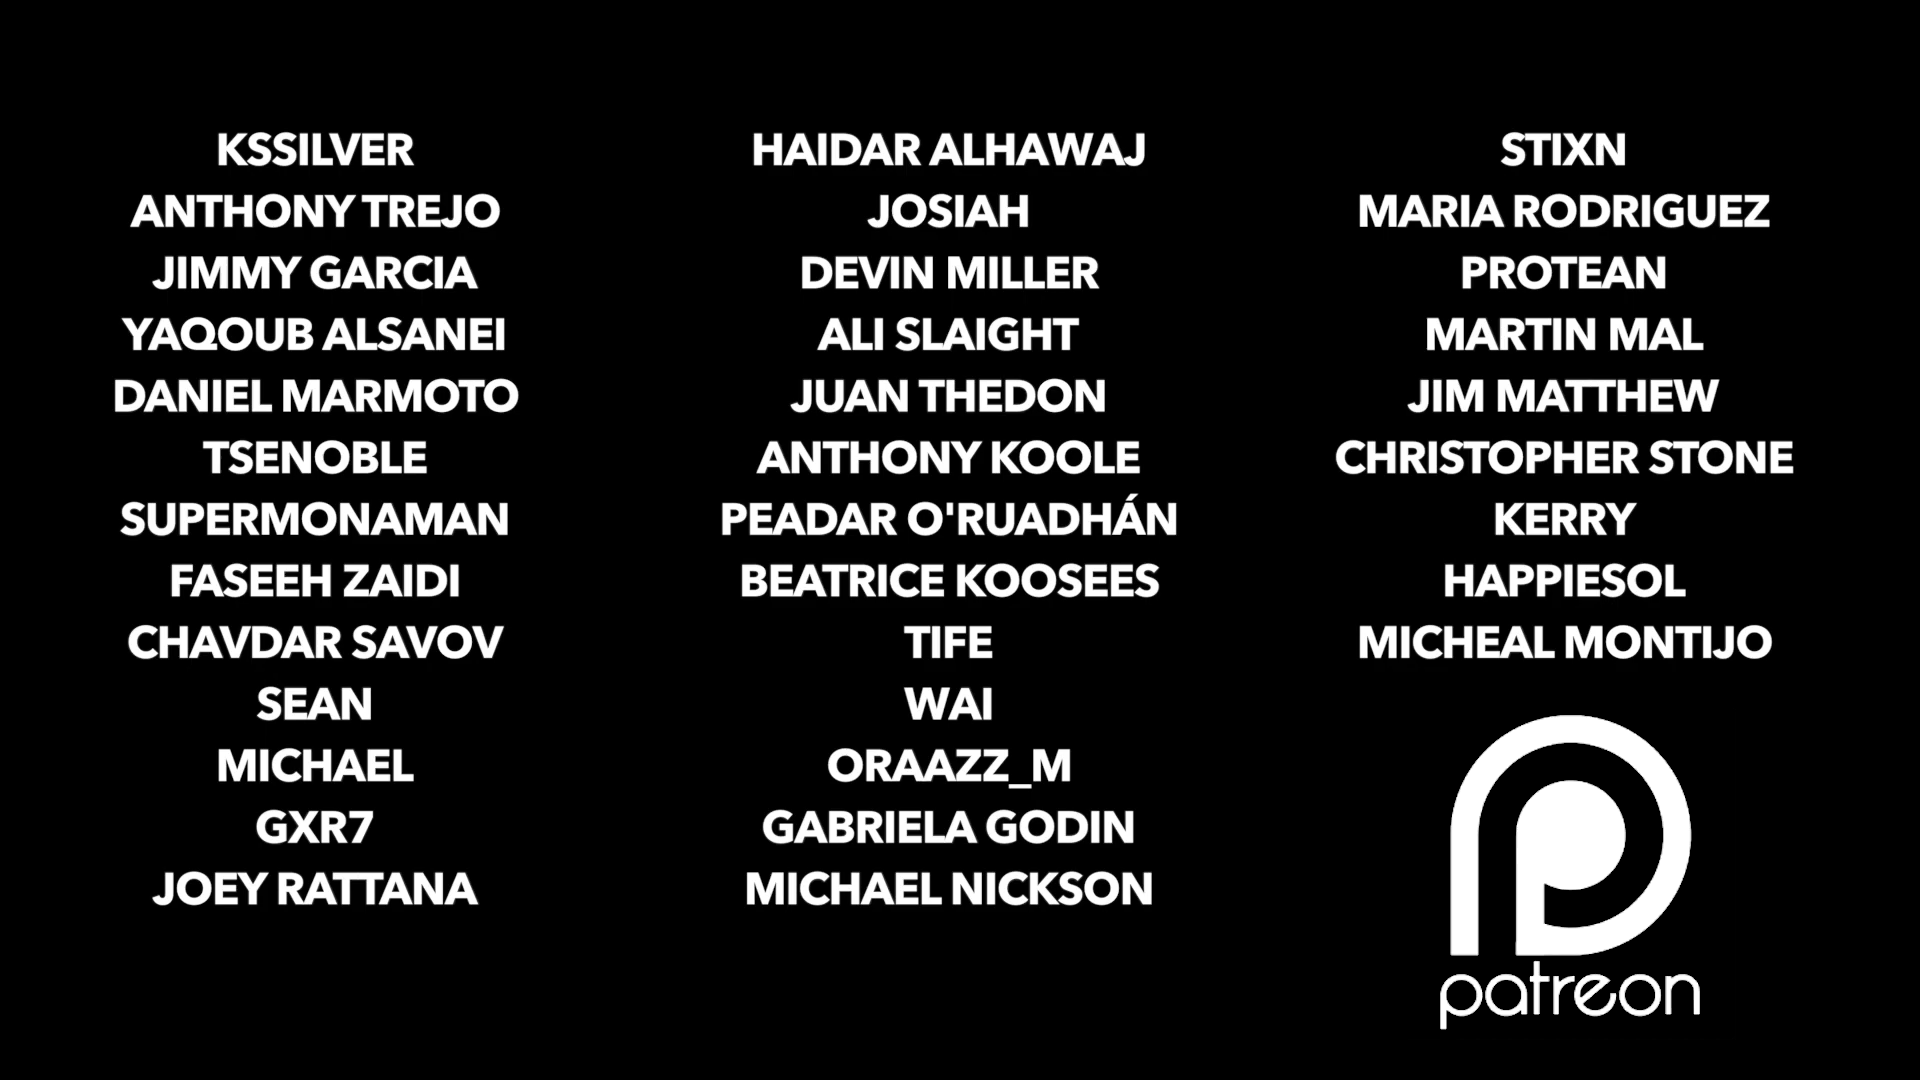 KSSILVER
ANTHONY TREJO
JIMMY GARCIA
YAQOUB ALSANEI
DANIEL MARMOTO
TSENOBLE
SUPERMONAMAN
FASEEH ZAIDI
CHAVDAR SAVOV
SEAN
MICHAEL
GXR7
JOEY RATTANA
HAIDAR ALHAWAJ
JOSIAH
DEVIN MILLER
ALI SLAIGHT
JUAN THEDON
ANTHONY KOOLE
PEADAR O'RUADHÁN
BEATRICE KOOSEES
TIFE
WAI
ORAAZZ_M
GABRIELA GODIN
MICHAEL NICKSON
STIXN
MARIA RODRIGUEZ
PROTEAN
MARTIN MAL
JIM MATTHEW
CHRISTOPHER STONE
KERRY
HAPPIESOL
MICHEAL MONTIJO
patreon